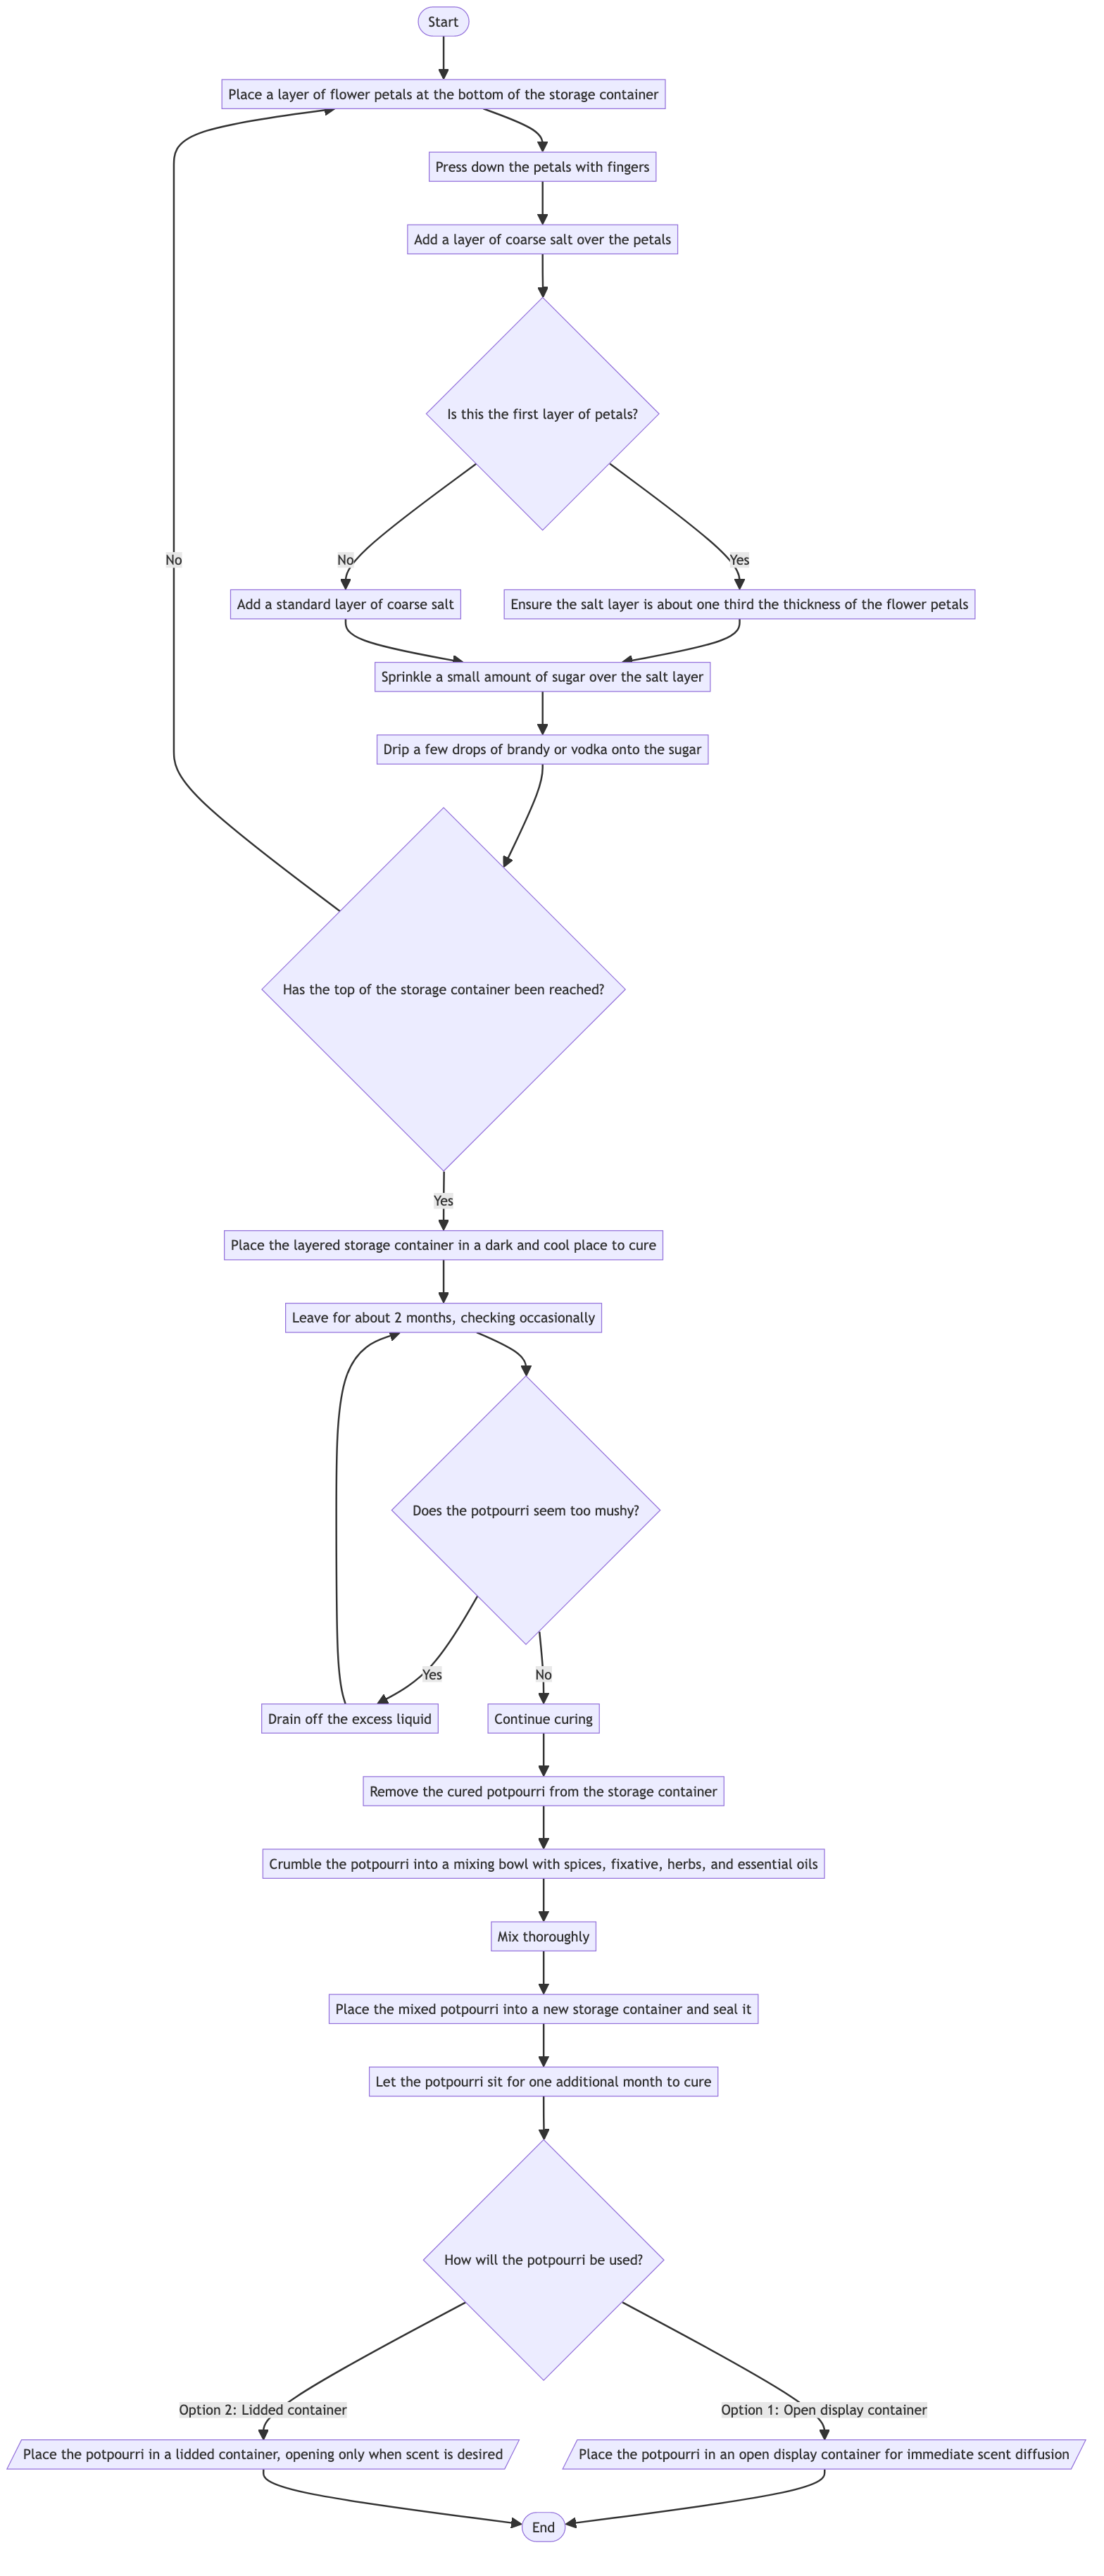 Start
Place a layer of flower petals at the bottom of the storage container
Press down the petals with fingers
Add a layer of coarse salt over the petals
Is this the first layer of petals?
No
No
Yes
Add a standard layer of coarse salt
Ensure the salt layer is about one third the thickness of the flower petals
Sprinkle a small amount of sugar over the salt layer
Drip a few drops of brandy or vodka onto the sugar
Has the top of the storage container been reached?
Yes
Place the layered storage container in a dark and cool place to cure
Leave for about 2 months, checking occasionally
Does the potpourri seem too mushy?
Yes
No
Drain off the excess liquid
Continue curing
Remove the cured potpourri from the storage container
Crumble the potpourri into a mixing bowl with spices, fixative, herbs, and essential oils
Mix thoroughly
Place the mixed potpourri into a new storage container and seal it
Let the potpourri sit for one additional month to cure
How will the potpourri be used?
Option 2: Lidded container
Option 1: Open display container
Place the potpourri in a lidded container, opening only when scent is desired
Place the potpourri in an open display container for immediate scent diffusion
End